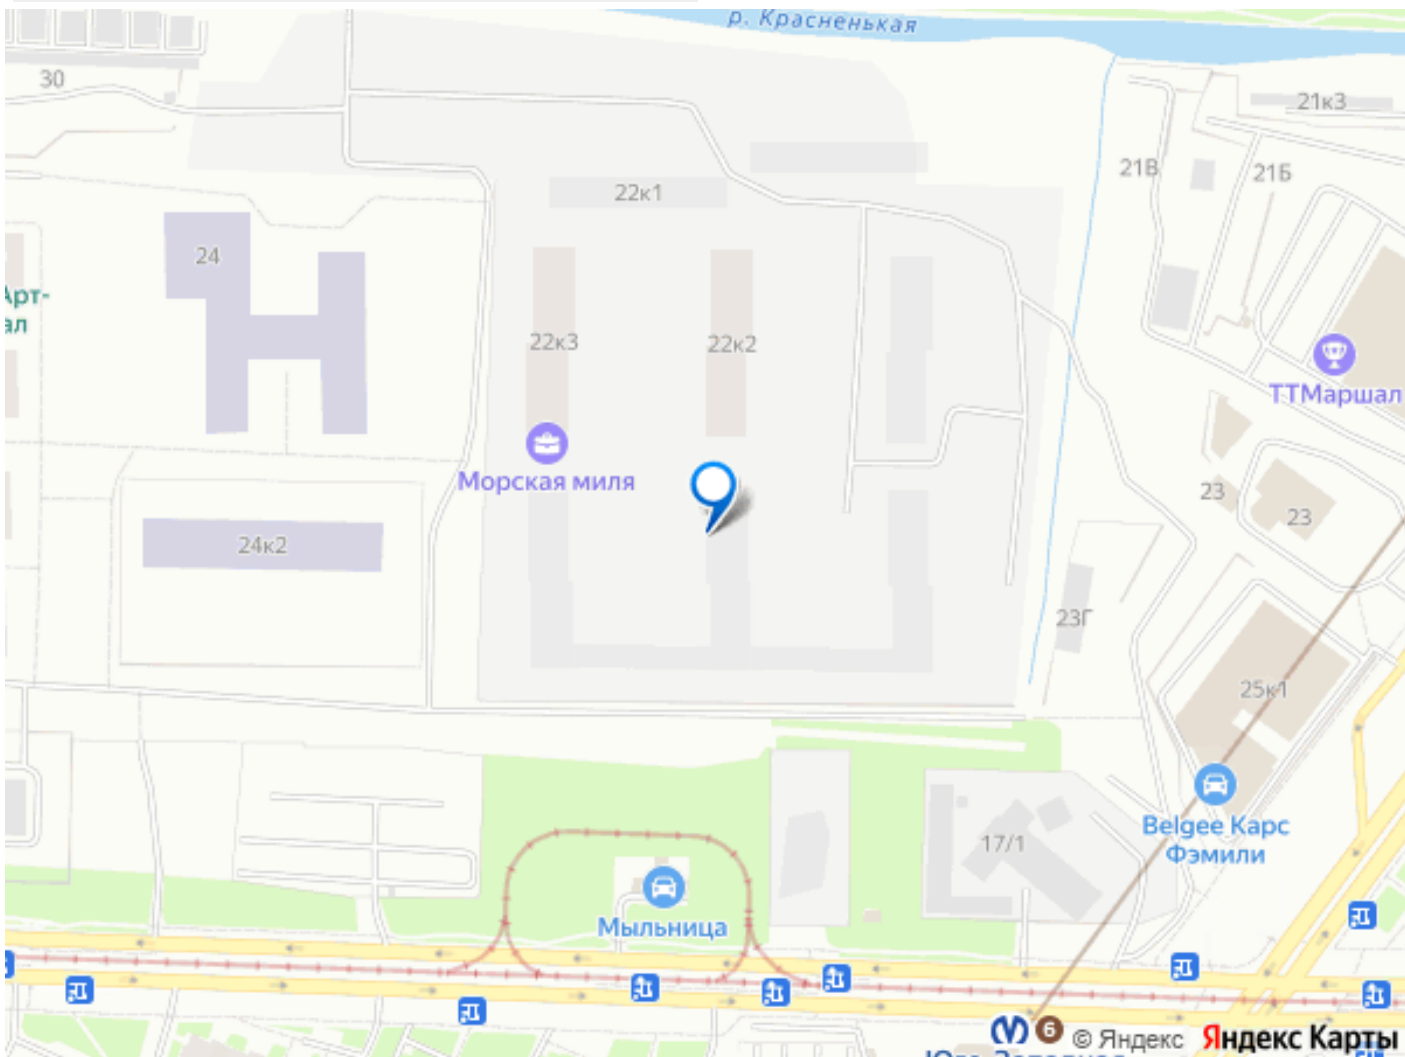 р. Красненькая
30
21к3
21В
21Б
22к1
24
Арт-
ал
22к3
22к2
ТТМаршал
Морская миля
23
23
24к2
23Г
25к1
Belgee Карс
Фэмили
17/1
Мыльница
6
© Яндекс
Яндекс Карты